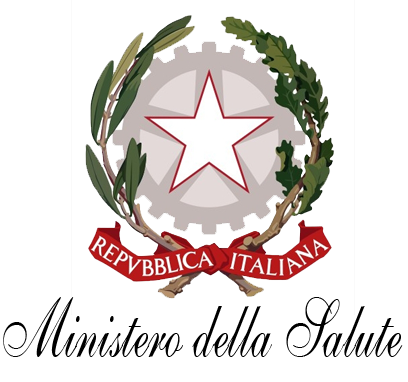 REPVBBLICA ITALIANA
Ministero della Salute